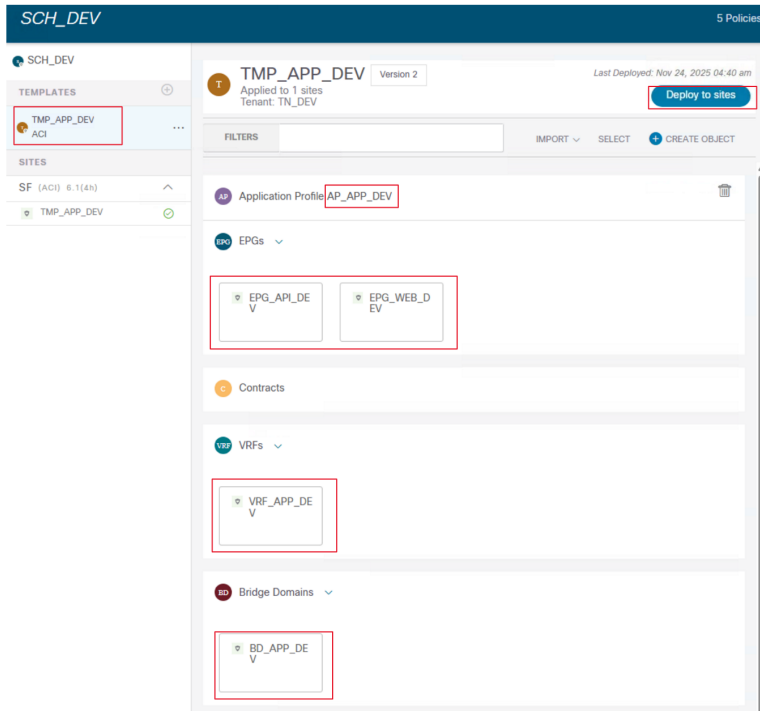 SCH_DEV
5 Policies
SCH_DEV
TEMPLATES
T
TMP_APP_DEV
ACI
SITES
SF (ACI) 6.1(4h)
TMP_APP_DEV
T
TMP_APP_DEV
Version 2
Applied to 1 sites
Tenant: TN_DEV
Last Deployed: Nov 24, 2025 04:40 am
Deploy to sites
FILTERS
IMPORT
SELECT
CREATE OBJECT
AP
Application Profile AP_APP_DEV
EPG
EPGs
EPG_API_DE
V
EPG_WEB_D
EV
C
Contracts
VRF
VRFs
VRF_APP_DE
V
BD
Bridge Domains
BD_APP_DE
V